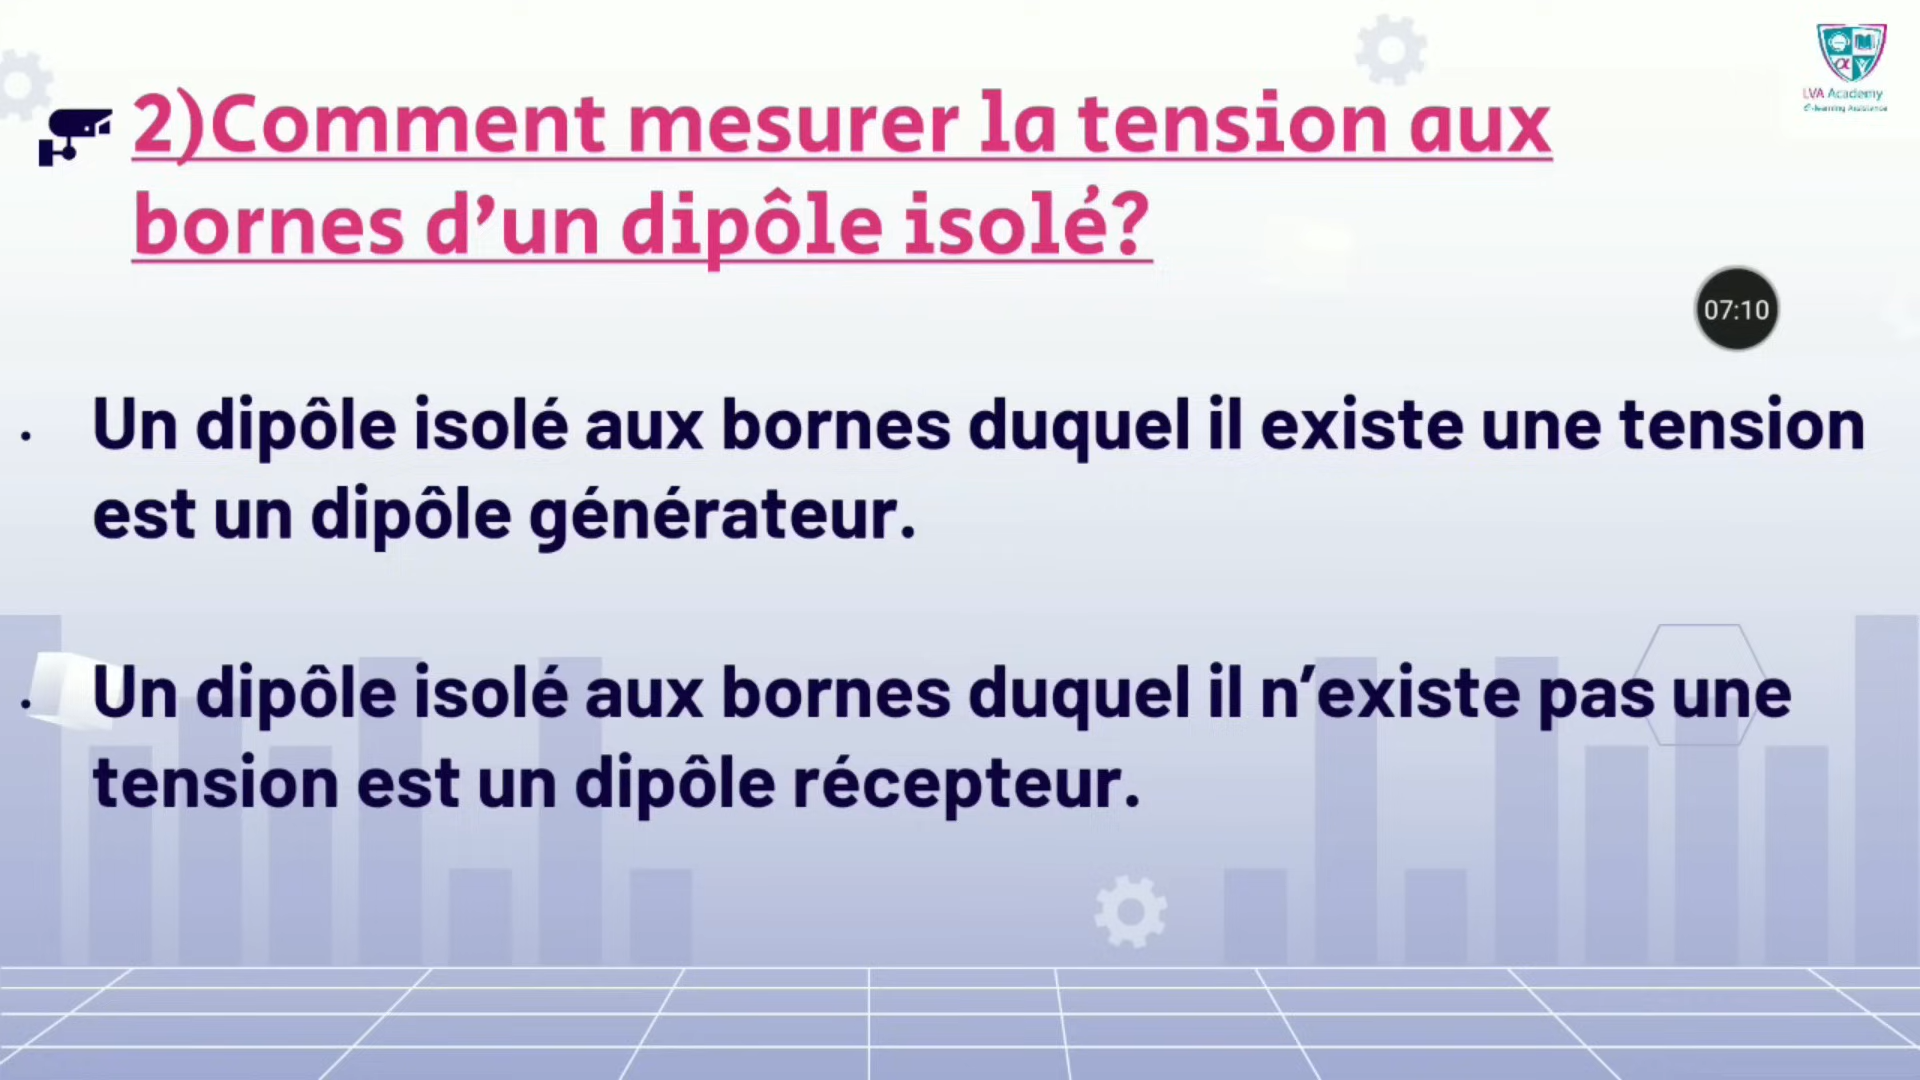 LVA Academy
e-learning Assistance
2)Comment mesurer la tension aux
bornes d’un dipôle isolé?
07:10
• Un dipôle isolé aux bornes duquel il existe une tension
est un dipôle générateur.
• Un dipôle isolé aux bornes duquel il n’existe pas une
tension est un dipôle récepteur.